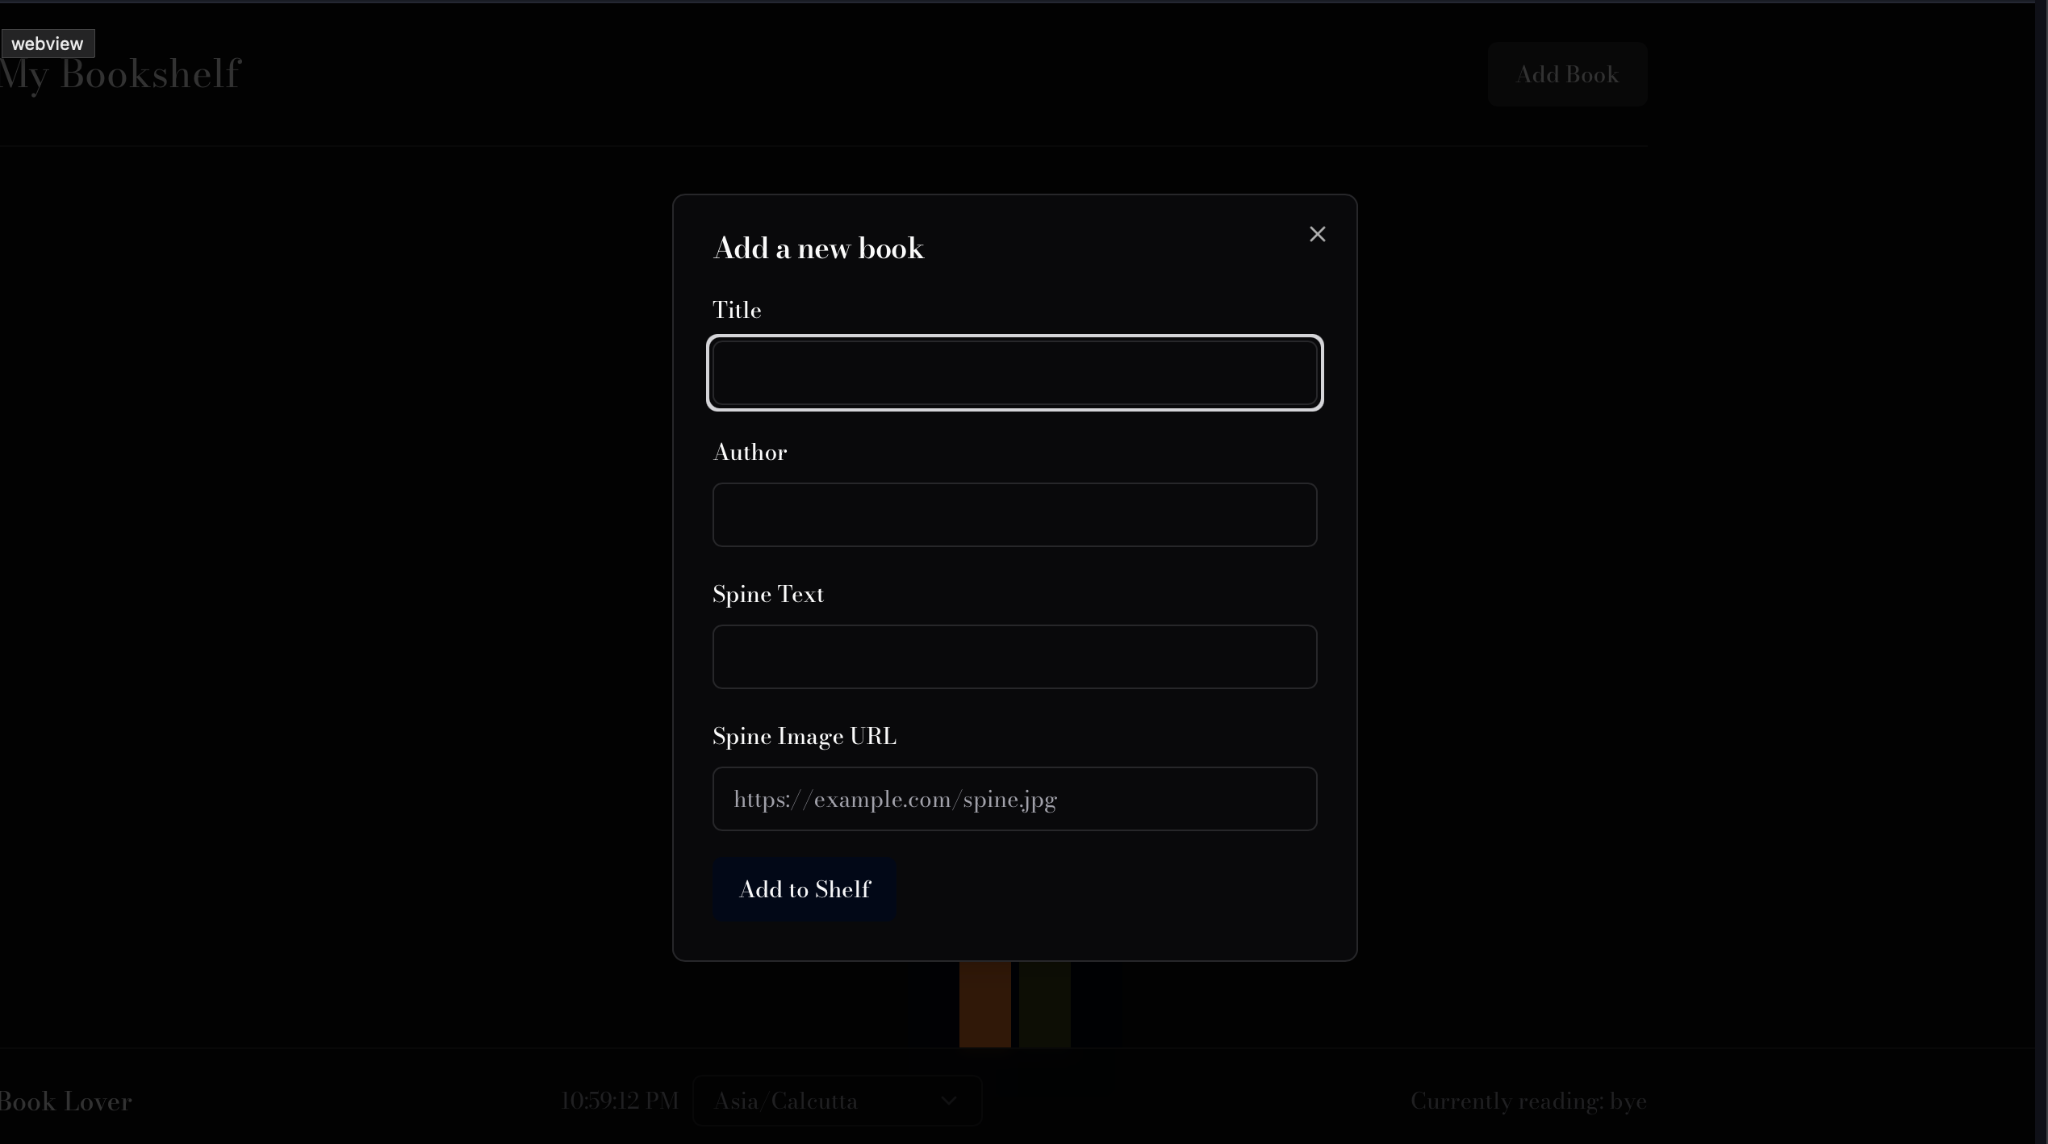 webview
My Bookshelf
Add Book
Add a new book
Title
Author
Spine Text
Spine Image URL
https://example.com/spine.jpg
Add to Shelf
Book Lover
10:59:12 PM
Asia/Calcutta
Currently reading: bye